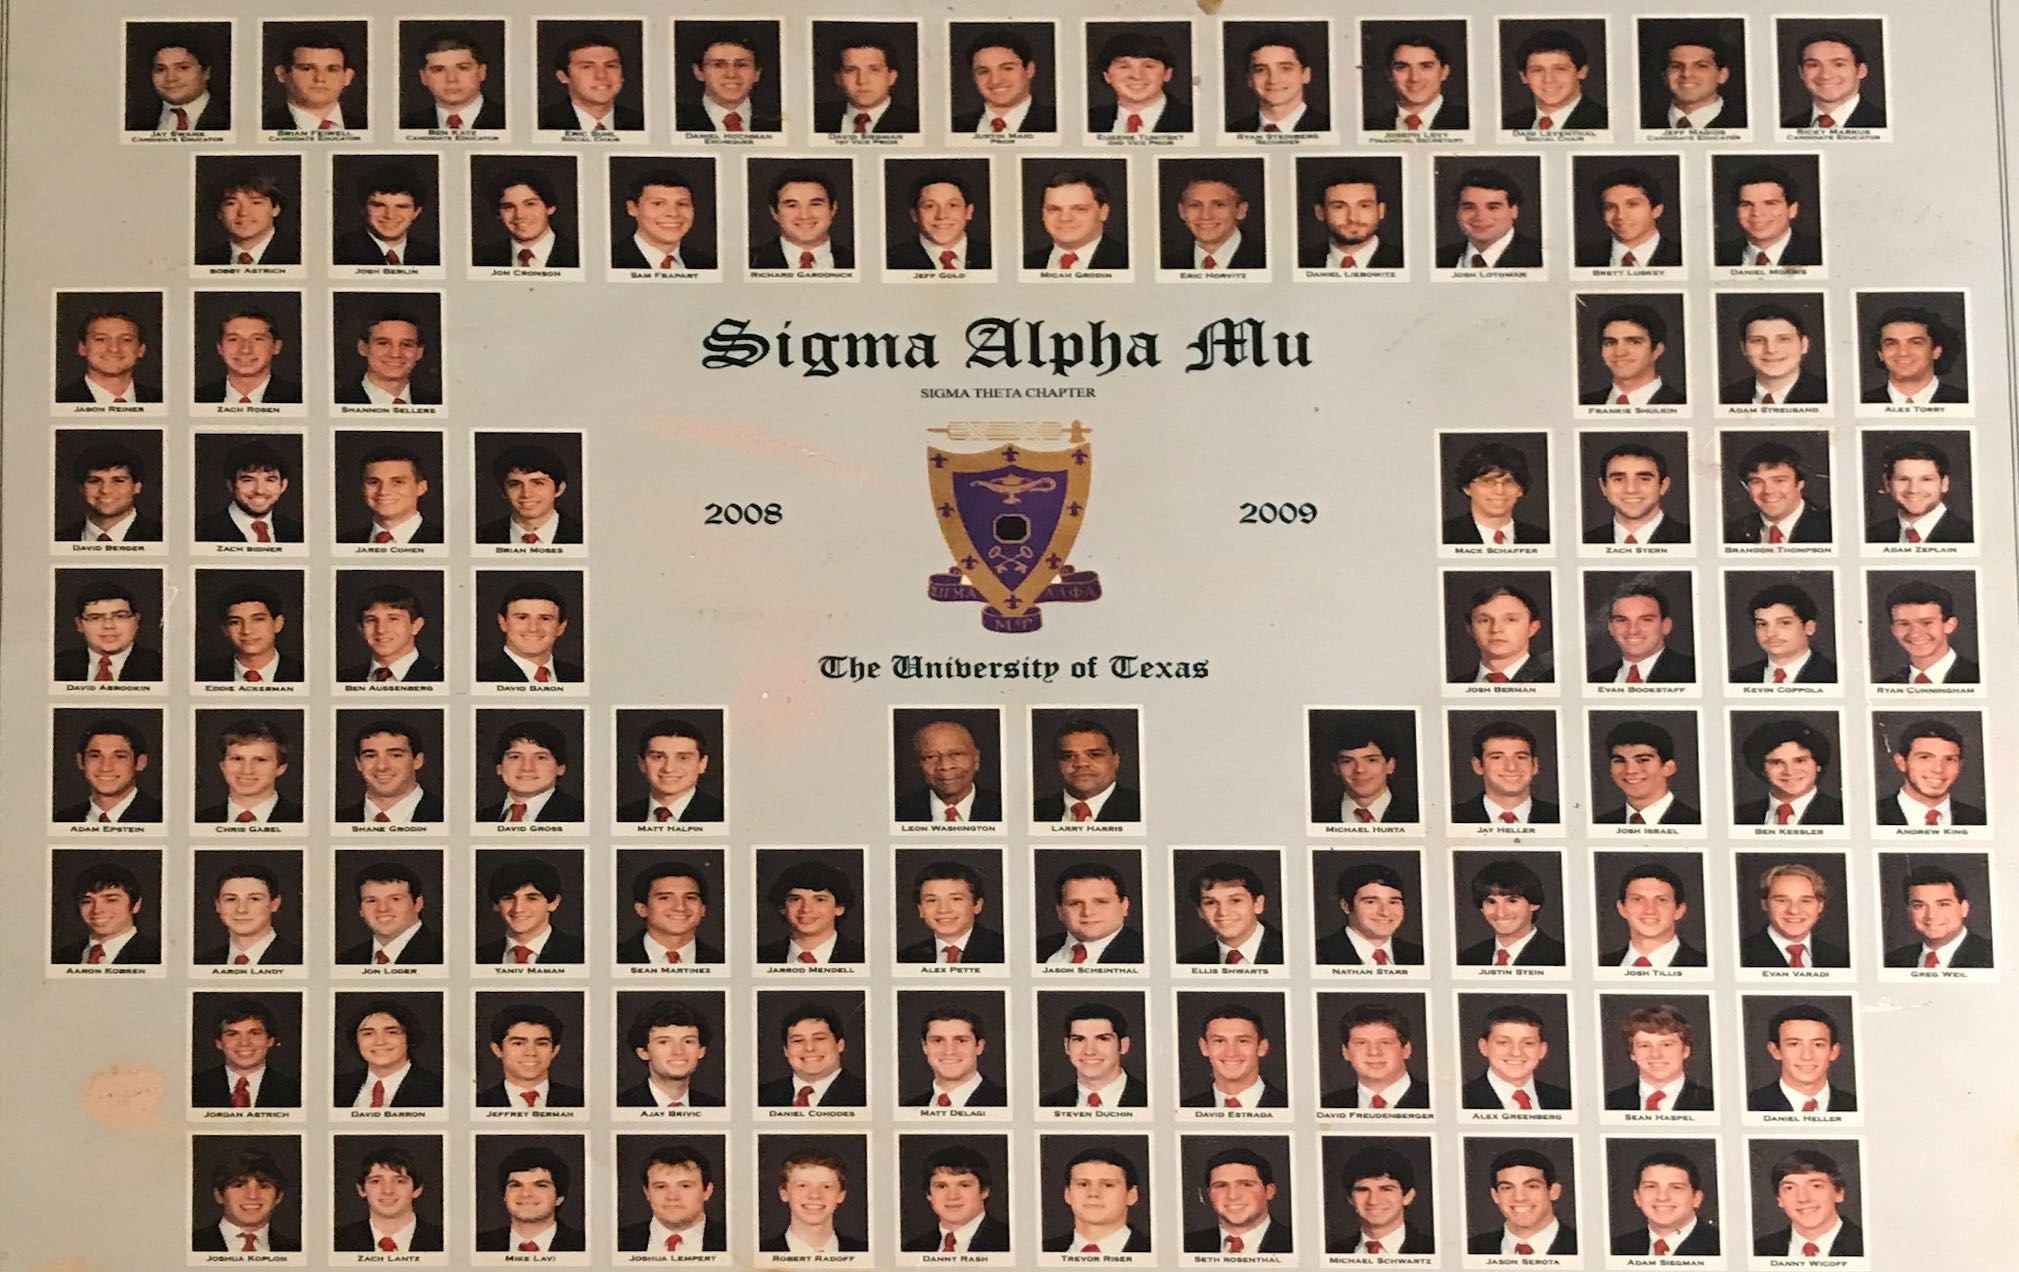 JAY SWANK BRIAN FEIWELL BEN KATZ ERIC BUHL DANIEL HOCHMAN DAVID SIEGMAN JUSTIN MAIO EUGENE TUMITSKY RYAN STEINBERG JOSEPH LEVY DANI LEVENTHAL JEFF MAGIDS RICKY MARKUS
CANDIDATE EDUCATOR CANDIDATE EDUCATOR CANDIDATE EDUCATOR SOCIAL CHAIR EXCHEQUER 1ST VICE PRIOR PRIOR 2ND VICE PRIOR RECORDER FINANCIAL SECRETARY SOCIAL CHAIR CANDIDATE EDUCATOR CANDIDATE EDUCATOR
BOBBY ASTRICH JOSH BERLIN JON CRONSON SAM FRAPART RICHARD GARODNICK JEFF GOLD MICAH GRODIN ERIC HORVITZ DANIEL LIEBOWITZ JOSH LOTHMAN BRETT LUSKEY DANIEL MORRIS
Sigma Alpha Mu
SIGMA THETA CHAPTER
JASON REINER ZACH ROSEN SHANNON SELLERS FRANKIE SHULKIN ADAM STREUSAND ALEX TORRY
2008 2009
DAVID BERGER ZACH BIDNER JARED COHEN BRIAN MOSES MACK SCHAFFER ZACH STERN BRANDON THOMPSON ADAM ZEPLAIN
ΣΙΓΜΑ ΑΛΦΑ
ΜΥ
The University of Texas
DAVID ABROOKIN EDDIE ACKERMAN BEN AUSSENBERG DAVID BARON JOSH BERMAN EVAN BOOKSTAFF KEVIN COPPOLA RYAN CUNNINGHAM
ADAM EPSTEIN CHRIS GABEL SHANE GRODIN DAVID GROSS MATT HALPIN LEON WASHINGTON LARRY HARRIS MICHAEL HURTA JAY HELLER JOSH ISRAEL BEN KESSLER ANDREW KING
AARON KOBREN AARON LANDY JON LOGER YANIV MAMAN SEAN MARTINEZ JARROD MENDELL ALEX PETTE JASON SCHEINTHAL ELLIS SHWARTS NATHAN STARR JUSTIN STEIN JOSH TILLIS EVAN VARADI GREG WEIL
JORDAN ASTRICH DAVID BARRON JEFFREY BERMAN AJAY BRIVIC DANIEL COHODES MATT DELAGI STEVEN DUCHIN DAVID ESTRADA DAVID FREUDENBERGER ALEX GREENBERG SEAN HASPEL DANIEL HELLER
JOSHUA KOPLON ZACH LANTZ MIKE LAVI JOSHUA LEMPERT ROBERT RADOFF DANNY RASH TREVOR RISER SETH ROSENTHAL MICHAEL SCHWARTZ JASON SEROTA ADAM SIEGMAN DANNY WICOFF